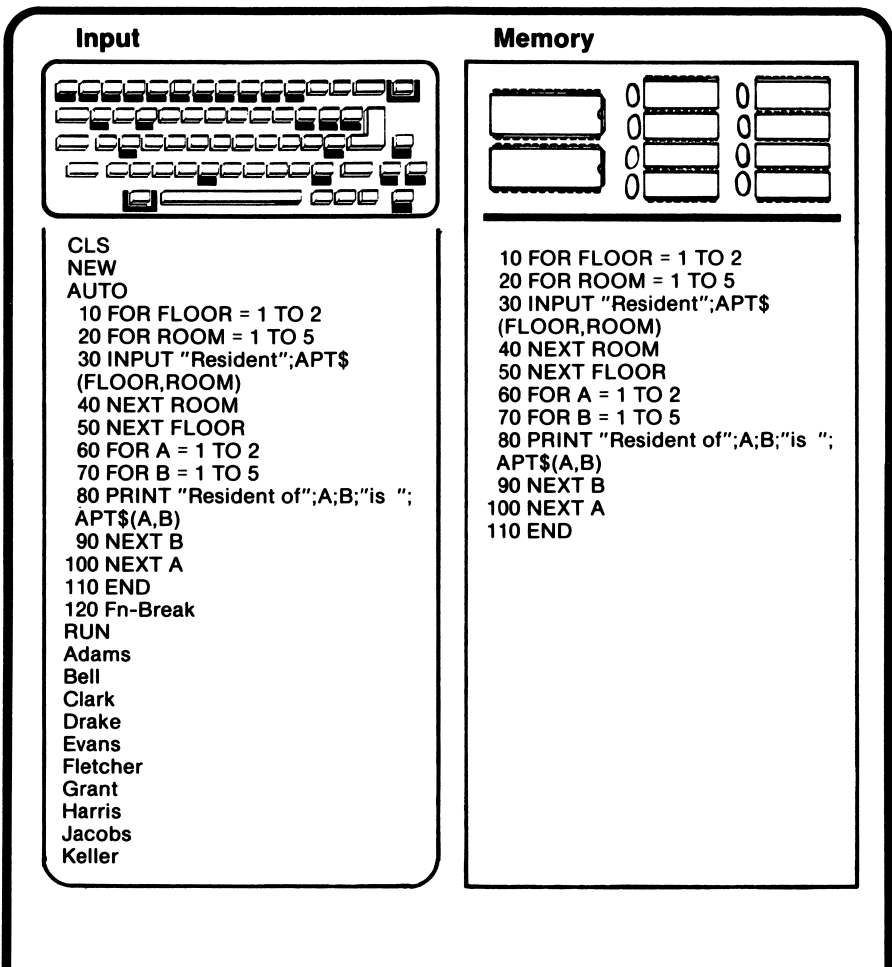 Input
CLS
NEW
AUTO
10 FOR FLOOR = 1 TO 2
20 FOR ROOM = 1 TO 5
30 INPUT "Resident";APT$
(FLOOR,ROOM)
40 NEXT ROOM
50 NEXT FLOOR
60 FOR A = 1 TO 2
70 FOR B = 1 TO 5
80 PRINT "Resident of";A;B;"is  ";
APT$(A,B)
90 NEXT B
100 NEXT A
110 END
120 Fn-Break
RUN
Adams
Bell
Clark
Drake
Evans
Fletcher
Grant
Harris
Jacobs
Keller
Memory
10 FOR FLOOR = 1 TO 2
20 FOR ROOM = 1 TO 5
30 INPUT "Resident";APT$
(FLOOR,ROOM)
40 NEXT ROOM
50 NEXT FLOOR
60 FOR A = 1 TO 2
70 FOR B = 1 TO 5
80 PRINT "Resident of";A;B;"is  ";
APT$(A,B)
90 NEXT B
100 NEXT A
110 END